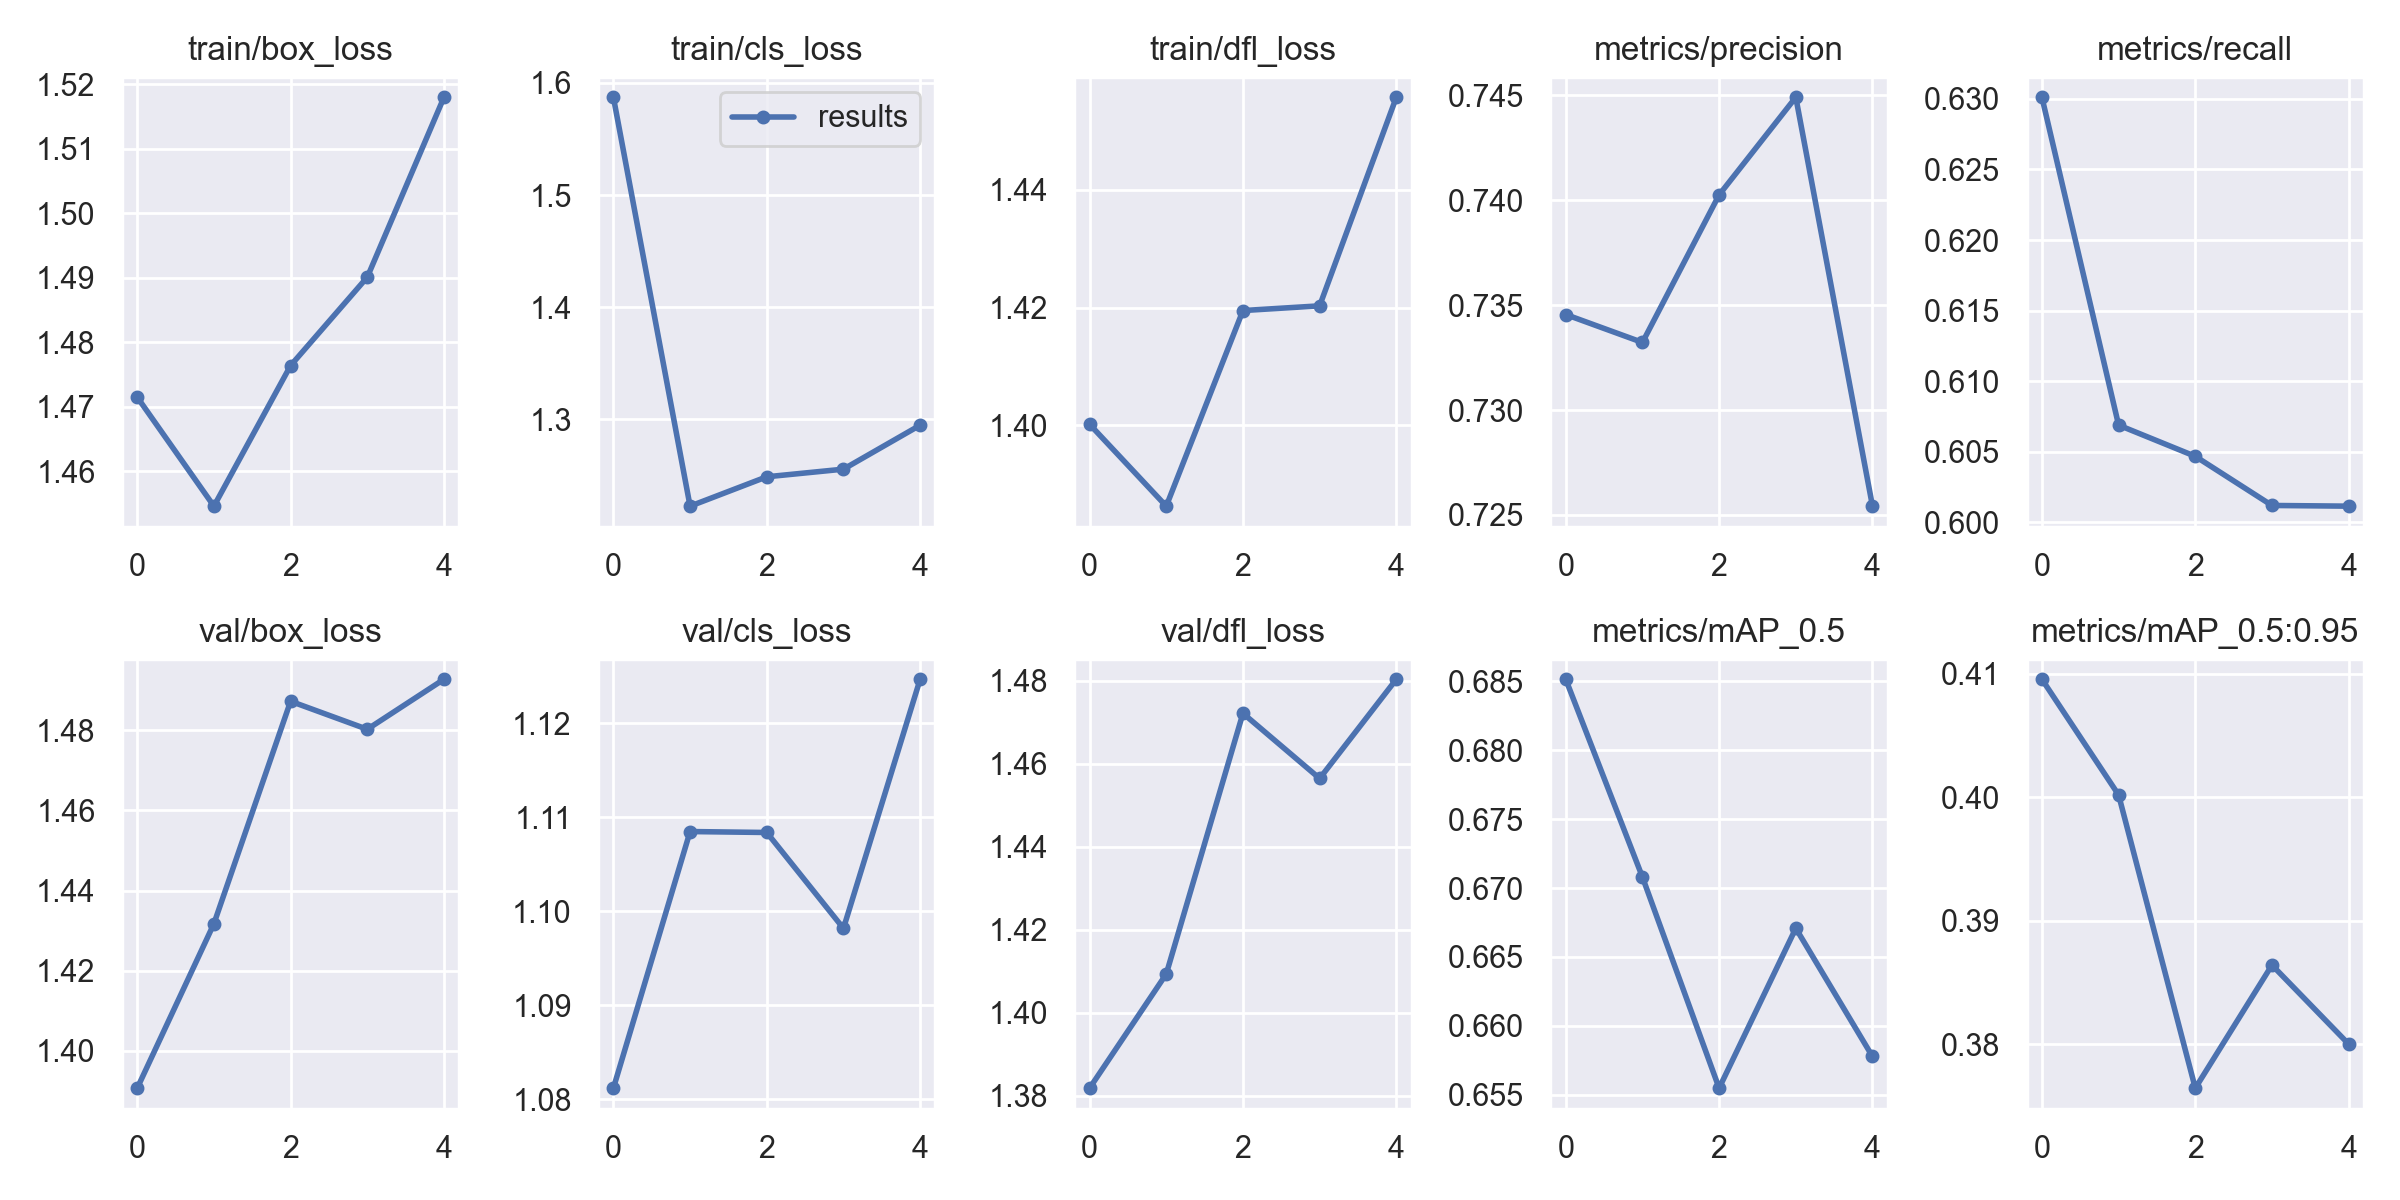 train/box_loss
1.52
1.51
1.50
1.49
1.48
1.47
1.46
0 2 4
train/cls_loss
results
1.6
1.5
1.4
1.3
0 2 4
train/dfl_loss
1.44
1.42
1.40
0 2 4
metrics/precision
0.745
0.740
0.735
0.730
0.725
0 2 4
metrics/recall
0.630
0.625
0.620
0.615
0.610
0.605
0.600
0 2 4
val/box_loss
1.48
1.46
1.44
1.42
1.40
0 2 4
val/cls_loss
1.12
1.11
1.10
1.09
1.08
0 2 4
val/dfl_loss
1.48
1.46
1.44
1.42
1.40
1.38
0 2 4
metrics/mAP_0.5
0.685
0.680
0.675
0.670
0.665
0.660
0.655
0 2 4
metrics/mAP_0.5:0.95
0.41
0.40
0.39
0.38
0 2 4